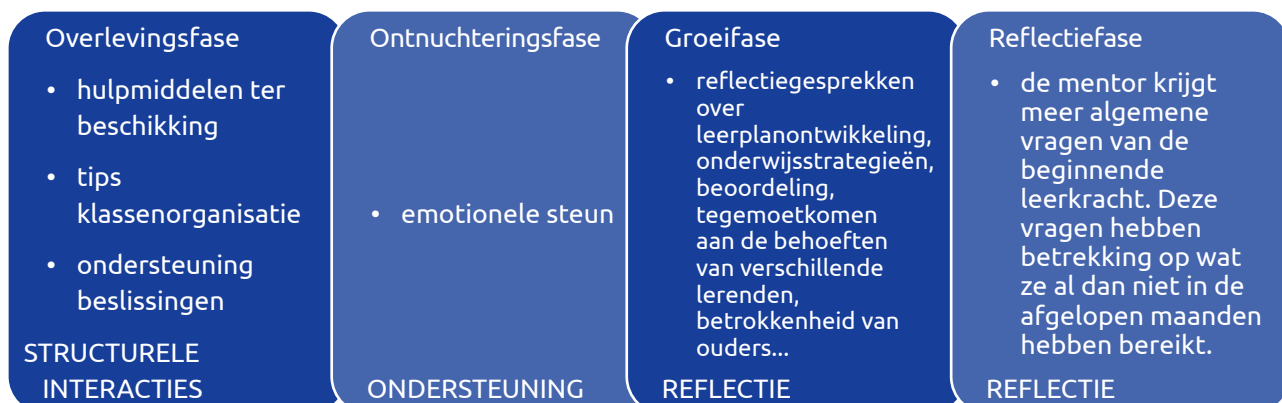 Overlevingsfase
• hulpmiddelen ter
beschikking
• tips
klassenorganisatie
• ondersteuning
beslissingen
STRUCTURELE
INTERACTIES
Ontnuchteringsfase
• emotionele steun
ONDERSTEUNING
Groeifase
• reflectiegesprekken
over
leerplanontwikkeling,
onderwijsstrategieën,
beoordeling,
tegemoetkomen
aan de behoeften
van verschillende
lerenden,
betrokkenheid van
ouders...
REFLECTIE
Reflectiefase
• de mentor krijgt
meer algemene
vragen van de
beginnende
leerkracht. Deze
vragen hebben
betrekking op wat
ze al dan niet in de
afgelopen maanden
hebben bereikt.
REFLECTIE